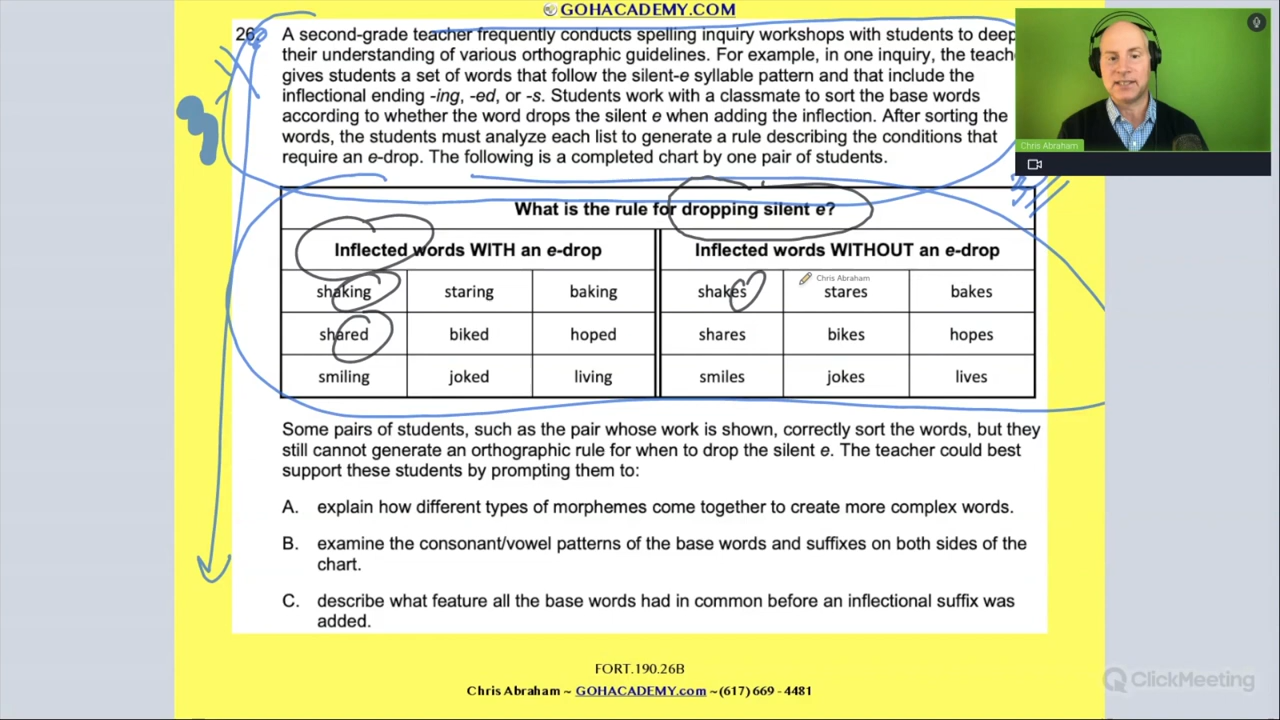 GOHACADEMY.COM
26. A second-grade teacher frequently conducts spelling inquiry workshops with students to deep
their understanding of various orthographic guidelines. For example, in one inquiry, the teach
gives students a set of words that follow the silent-e syllable pattern and that include the
inflectional ending -ing, -ed, or -s. Students work with a classmate to sort the base words
according to whether the word drops the silent e when adding the inflection. After sorting the
words, the students must analyze each list to generate a rule describing the conditions that
require an e-drop. The following is a completed chart by one pair of students.
Chris Abraham
What is the rule for dropping silent e?
Inflected words WITH an e-drop Inflected words WITHOUT an e-drop
Chris Abraham
shaking staring baking shakes stares bakes
shared biked hoped shares bikes hopes
smiling joked living smiles jokes lives
Some pairs of students, such as the pair whose work is shown, correctly sort the words, but they
still cannot generate an orthographic rule for when to drop the silent e. The teacher could best
support these students by prompting them to:
A. explain how different types of morphemes come together to create more complex words.
B. examine the consonant/vowel patterns of the base words and suffixes on both sides of the
chart.
C. describe what feature all the base words had in common before an inflectional suffix was
added.
FORT.190.26B
Chris Abraham ~ GOHACADEMY.com ~(617) 669 - 4481
ClickMeeting